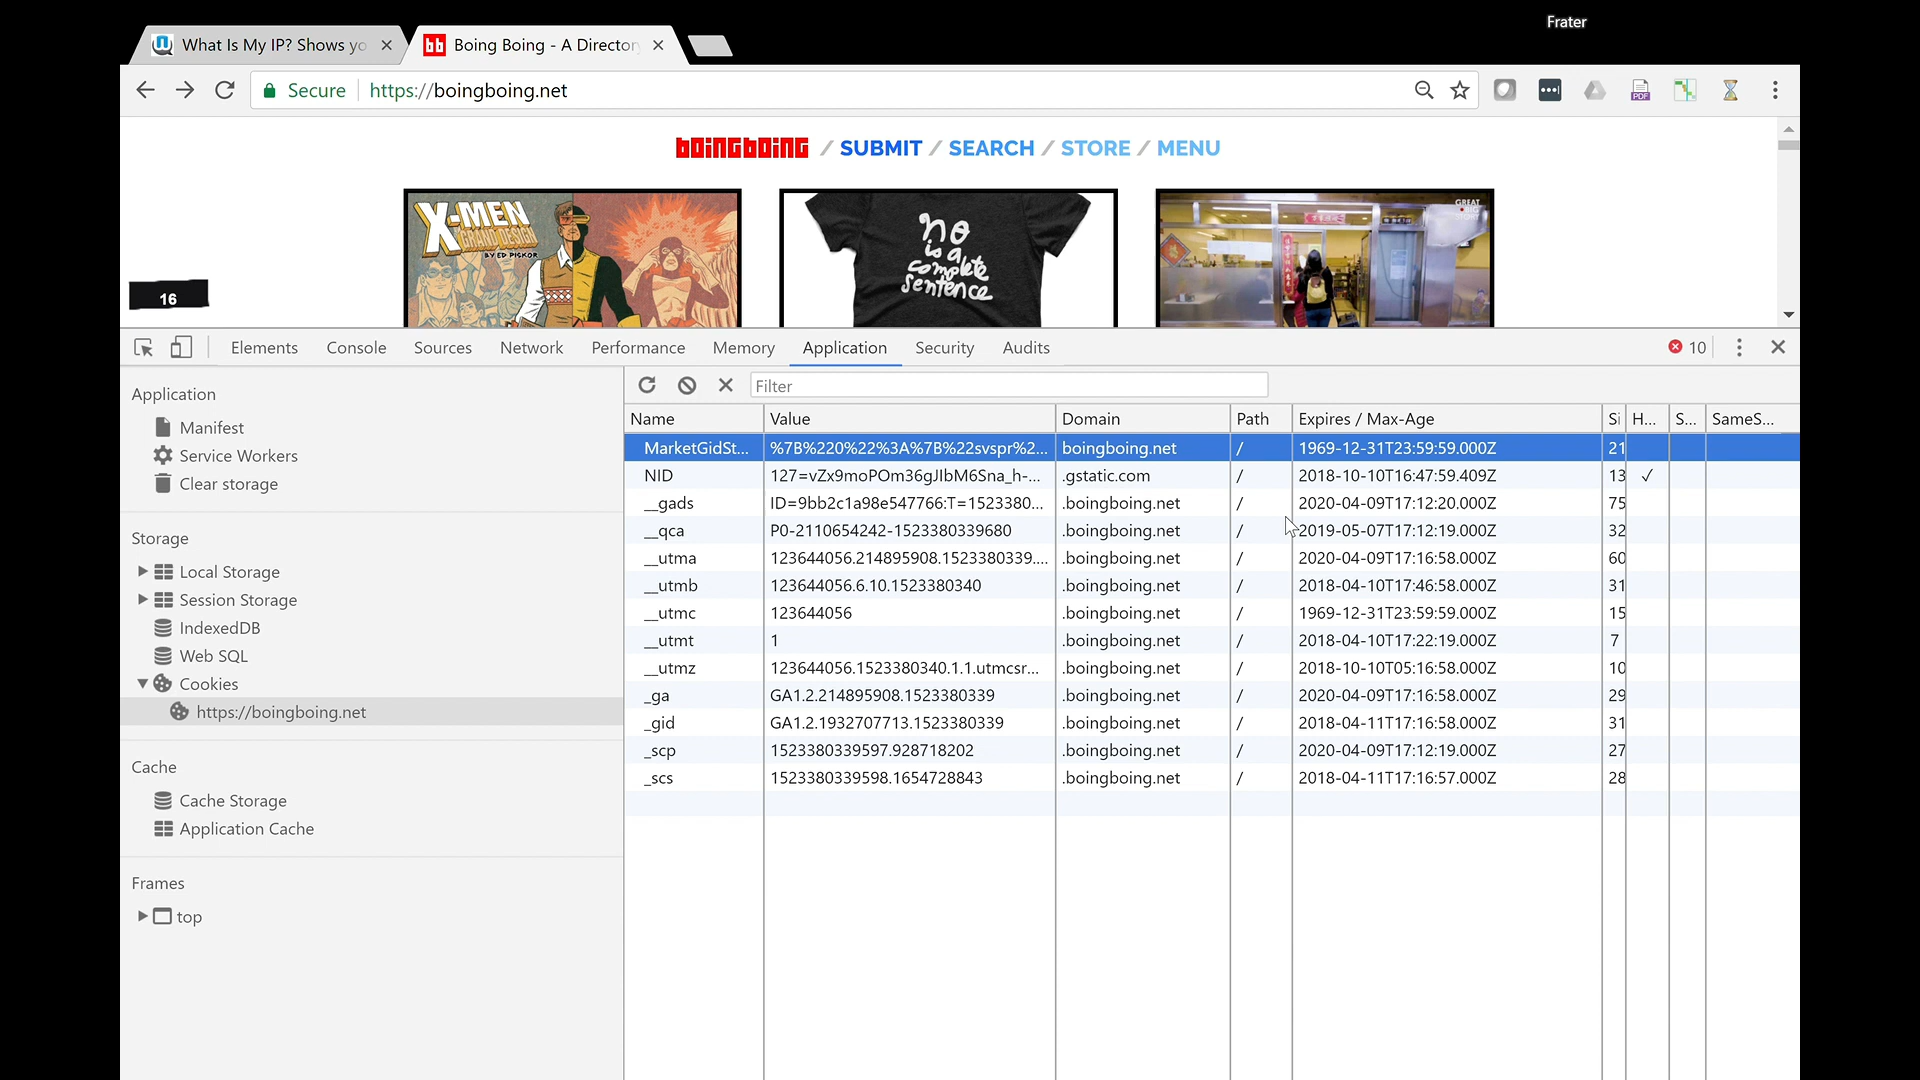 Frater
What Is My IP? Shows yo
Boing Boing - A Director
Secure https://boingboing.net
PDF
boingboing / SUBMIT / SEARCH / STORE / MENU
X-MEN
GRAND DESIGN
BY ED PISKOR
no
is a
complete
sentence
GREAT
BIG
STORY
16
Elements Console Sources Network Performance Memory Application Security Audits 10
Application
Manifest
Service Workers
Clear storage
Storage
Local Storage
Session Storage
IndexedDB
Web SQL
Cookies
https://boingboing.net
Cache
Cache Storage
Application Cache
Frames
top
Filter
Name Value Domain Path Expires / Max-Age Si H... S... SameS...
MarketGidSt... %7B%220%22%3A%7B%22svspr%2... boingboing.net / 1969-12-31T23:59:59.000Z 21
NID 127=vZx9moPOm36gJIbM6Sna_h-... .gstatic.com / 2018-10-10T16:47:59.409Z 13 ✓
__gads ID=9bb2c1a98e547766:T=1523380... .boingboing.net / 2020-04-09T17:12:20.000Z 75
__qca P0-2110654242-1523380339680 .boingboing.net / 2019-05-07T17:12:19.000Z 32
__utma 123644056.214895908.1523380339.... .boingboing.net / 2020-04-09T17:16:58.000Z 60
__utmb 123644056.6.10.1523380340 .boingboing.net / 2018-04-10T17:46:58.000Z 31
__utmc 123644056 .boingboing.net / 1969-12-31T23:59:59.000Z 15
__utmt 1 .boingboing.net / 2018-04-10T17:22:19.000Z 7
__utmz 123644056.1523380340.1.1.utmcsr... .boingboing.net / 2018-10-10T05:16:58.000Z 10
_ga GA1.2.214895908.1523380339 .boingboing.net / 2020-04-09T17:16:58.000Z 29
_gid GA1.2.1932707713.1523380339 .boingboing.net / 2018-04-11T17:16:58.000Z 31
_scp 1523380339597.928718202 .boingboing.net / 2020-04-09T17:12:19.000Z 27
_scs 1523380339598.1654728843 .boingboing.net / 2018-04-11T17:16:57.000Z 28